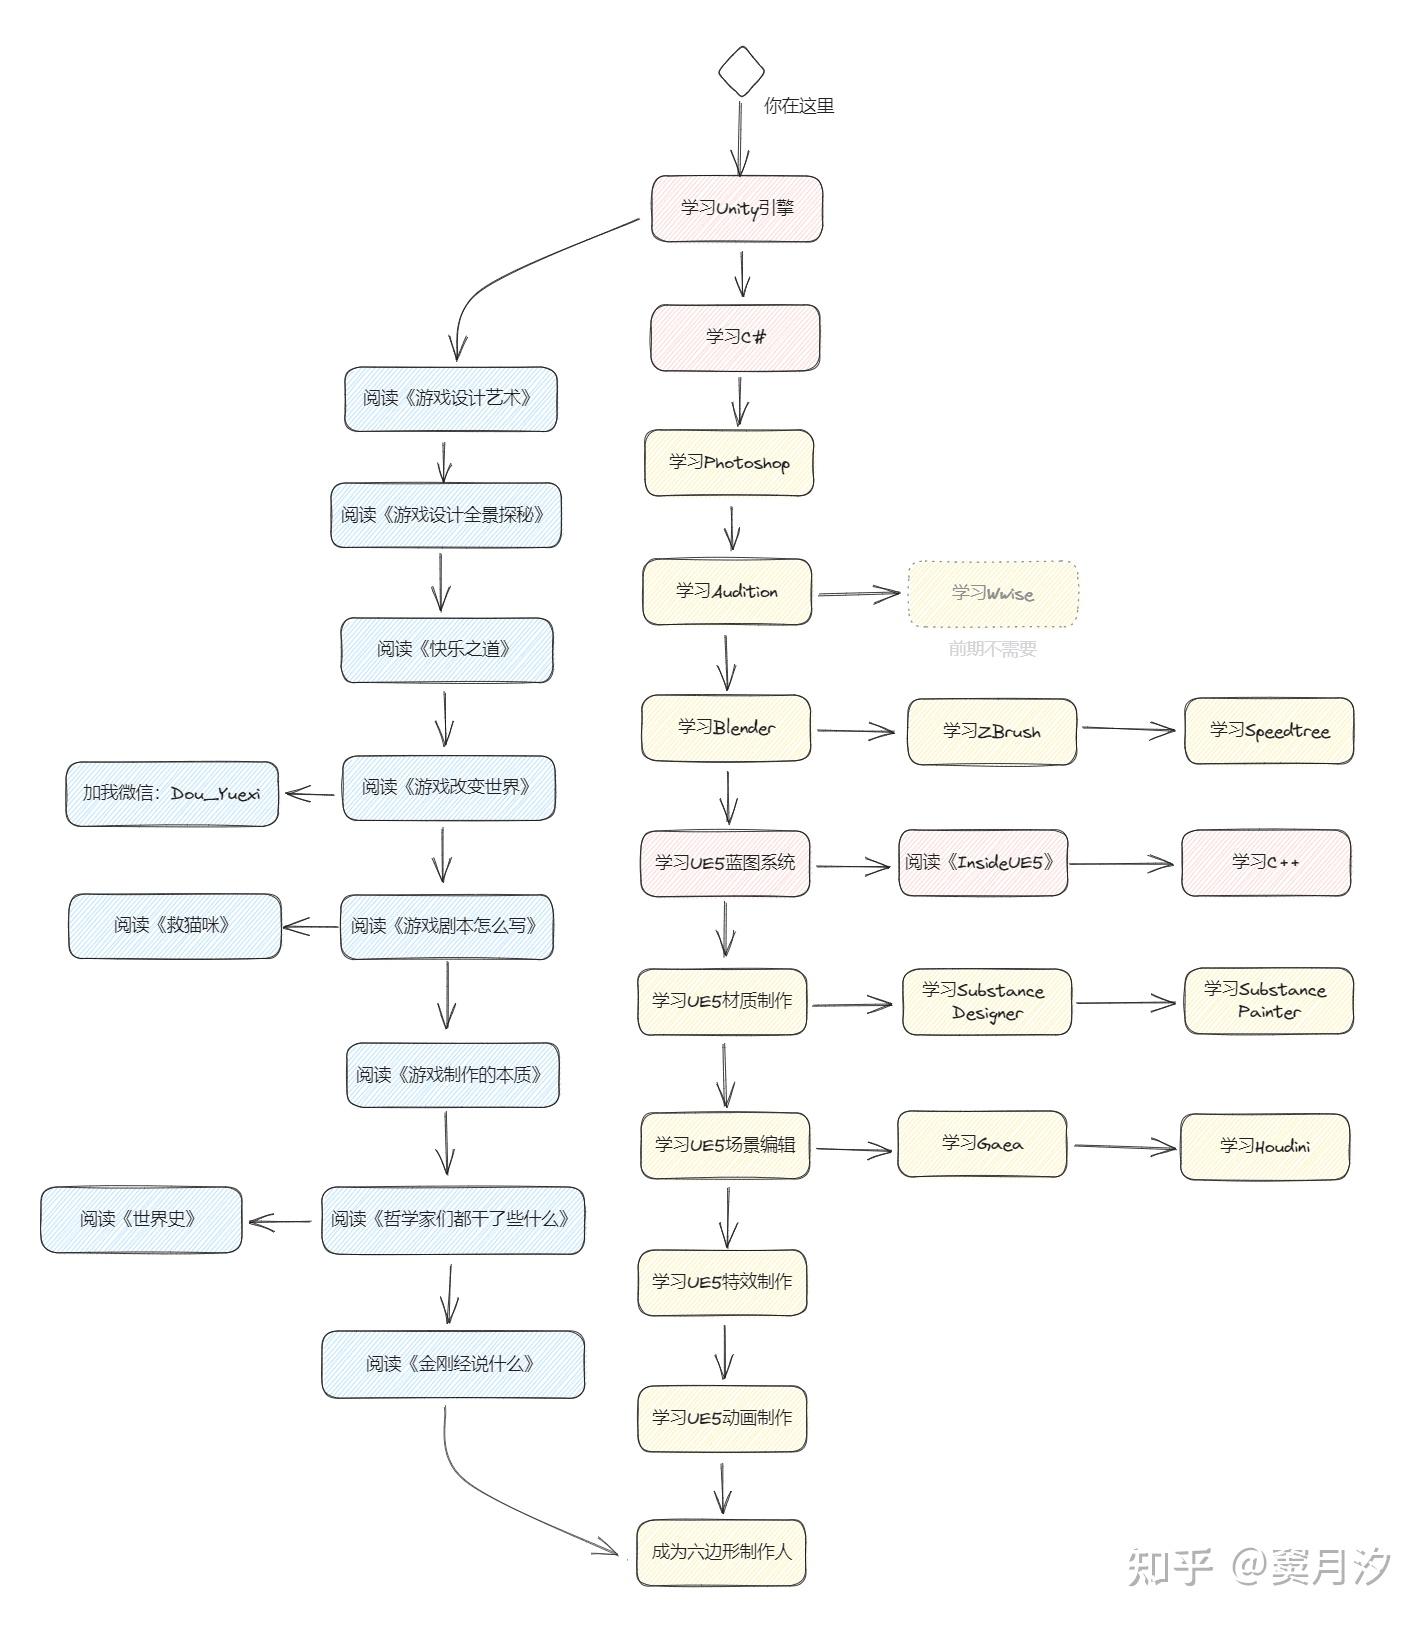 你在这里
学习Unity引擎
学习C#
阅读《游戏设计艺术》
学习Photoshop
阅读《游戏设计全景探秘》
学习Audition
学习Wwise
前期不需要
阅读《快乐之道》
学习Blender
学习ZBrush
学习Speedtree
加我微信：Dou_Yuexi
阅读《游戏改变世界》
学习UE5蓝图系统
阅读《InsideUE5》
学习C++
阅读《救猫咪》
阅读《游戏剧本怎么写》
学习UE5材质制作
学习Substance
Designer
学习Substance
Painter
阅读《游戏制作的本质》
学习UE5场景编辑
学习Gaea
学习Houdini
阅读《世界史》
阅读《哲学家们都干了些什么》
学习UE5特效制作
阅读《金刚经说什么》
学习UE5动画制作
成为六边形制作人
知乎 @窦月汐